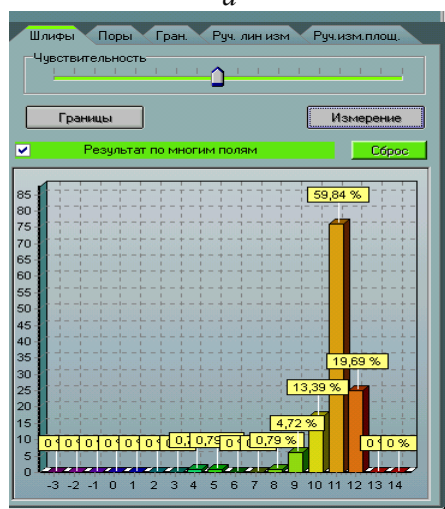 а
Шлифы Поры Гран. Руч. лин изм Руч.изм.площ.
Чувствительность
Границы Измерение
Результат по многим полям Сброс
85
80 59,84 %
75
70
65
60
55
50
45
40
35 19,69 %
30
25 13,39 %
20
15 4,72 %
10 0,79 0,79 %
5 0 %
0
-3 -2 -1 0 1 2 3 4 5 6 7 8 9 10 11 12 13 14